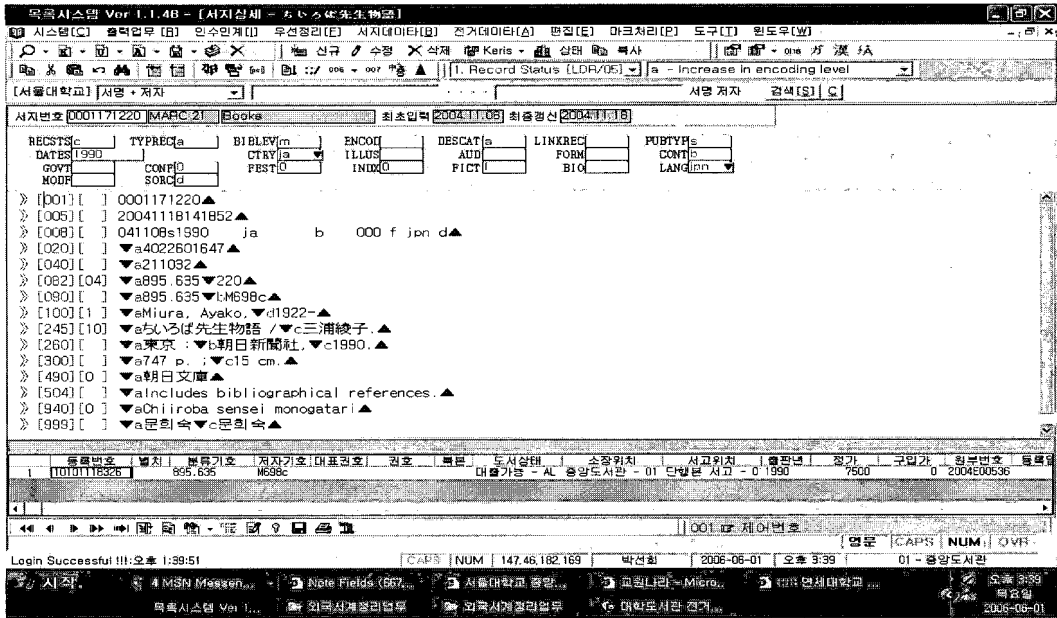 목록시스템 Ver 1.1.48 - [서지상세 - ちいろば先生物語]
시스템[C] 출력업무 [B] 인수인계[I] 우선정리[F] 서지데이타[B] 전거데이타[A] 편집[E] 마크처리[P] 도구[T] 윈도우[W]
신규 수정 삭제 Keris 상태 복사
006 007 1. Record Status [LDR/05] a - Increase in encoding level
[서울대학교] 서명 + 저자 서명 저자 검색[S] C
서지번호 0001171220 MARC 21 Books 최초입력 2004.11.08 최종갱신 2004.11.18
RECSTS c TYPREC a BIBLEV m ENCOD DESCAT a LINKREC PUBTYP s
DATES 1990 CTRY ja ILLUS AUD FORM CONT b
GOVT CONF 0 FEST 0 INDX 0 FICT f BIO LANG jpn
MODF SORC d
》 [001][ ] 0001171220▲
》 [005][ ] 20041118141852▲
》 [008][ ] 041108s1990 ja b 000 f jpn d▲
》 [020][ ] ▼a4022601647▲
》 [040][ ] ▼a211032▲
》 [082][04] ▼a895.635▼220▲
》 [090][ ] ▼a895.635▼bM698c▲
》 [100][1 ] ▼aMiura, Ayako,▼d1922-▲
》 [245][10] ▼aちいろば先生物語 /▼c三浦綾子.▲
》 [260][ ] ▼a東京 :▼b朝日新聞社,▼c1990.▲
》 [300][ ] ▼a747 p. ;▼c15 cm.▲
》 [490][0 ] ▼a朝日文庫▲
》 [504][ ] ▼aIncludes bibliographical references.▲
》 [940][0 ] ▼aChiiroba sensei monogatari▲
》 [999][ ] ▼a문희숙▼c문희숙▲
등록번호 별치 분류기호 저자기호 대표권호 권호 복본 도서상태 소장위치 서고위치 출판년 정가 구입가 원부번호
1 10101118326 895.635 M698c 대출가능 - AL 중앙도서관 - 01 단행본 서고 - 0 1990 7500 0 2004E00536
001 제어번호
영문 CAPS NUM OVR
Login Successful !!!:오후 1:39:51 CAPS NUM 147.46.182.169 박선희 2006-06-01 오후 3:39 01 - 중앙도서관
시작 4 MSN Messen... Note Fields (667,... 서울대학교 중앙... 교원나라 - Micro... 연세대학교 ... 오후 3:39
목록시스템 Ver 1.... 외국서계정리업무 외국서계정리업무 대학도서관 전거... 목요일
2006-06-01